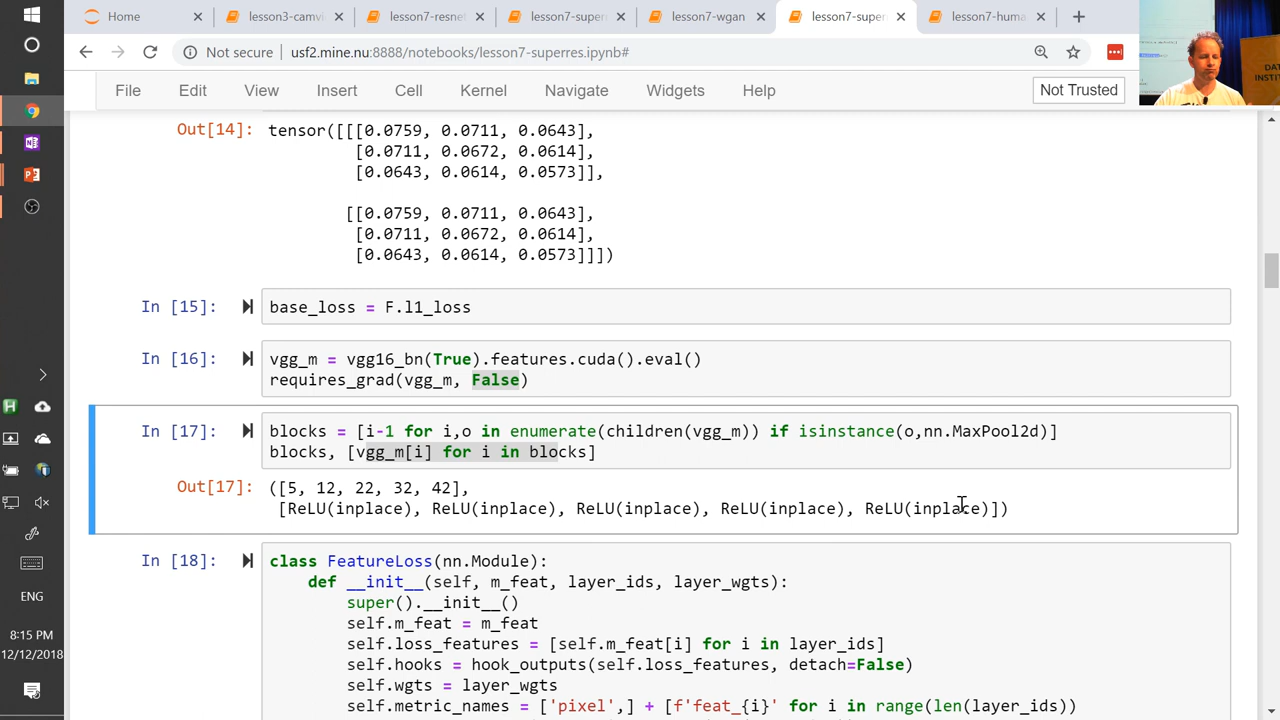 Home
lesson3-camvi
lesson7-resne
lesson7-super
lesson7-wgan
lesson7-super
lesson7-huma
Not secure usf2.mine.nu:8888/notebooks/lesson7-superres.ipynb#
File Edit View Insert Cell Kernel Navigate Widgets Help Not Trusted
Out[14]: tensor([[[0.0759, 0.0711, 0.0643],
[0.0711, 0.0672, 0.0614],
[0.0643, 0.0614, 0.0573]],
[[0.0759, 0.0711, 0.0643],
[0.0711, 0.0672, 0.0614],
[0.0643, 0.0614, 0.0573]]])
In [15]: base_loss = F.l1_loss
In [16]: vgg_m = vgg16_bn(True).features.cuda().eval()
requires_grad(vgg_m, False)
In [17]: blocks = [i-1 for i,o in enumerate(children(vgg_m)) if isinstance(o,nn.MaxPool2d)]
blocks, [vgg_m[i] for i in blocks]
Out[17]: ([5, 12, 22, 32, 42],
[ReLU(inplace), ReLU(inplace), ReLU(inplace), ReLU(inplace), ReLU(inplace)])
In [18]: class FeatureLoss(nn.Module):
def __init__(self, m_feat, layer_ids, layer_wgts):
super().__init__()
self.m_feat = m_feat
self.loss_features = [self.m_feat[i] for i in layer_ids]
self.hooks = hook_outputs(self.loss_features, detach=False)
self.wgts = layer_wgts
self.metric_names = ['pixel',] + [f'feat_{i}' for i in range(len(layer_ids))
ENG
8:15 PM
12/12/2018